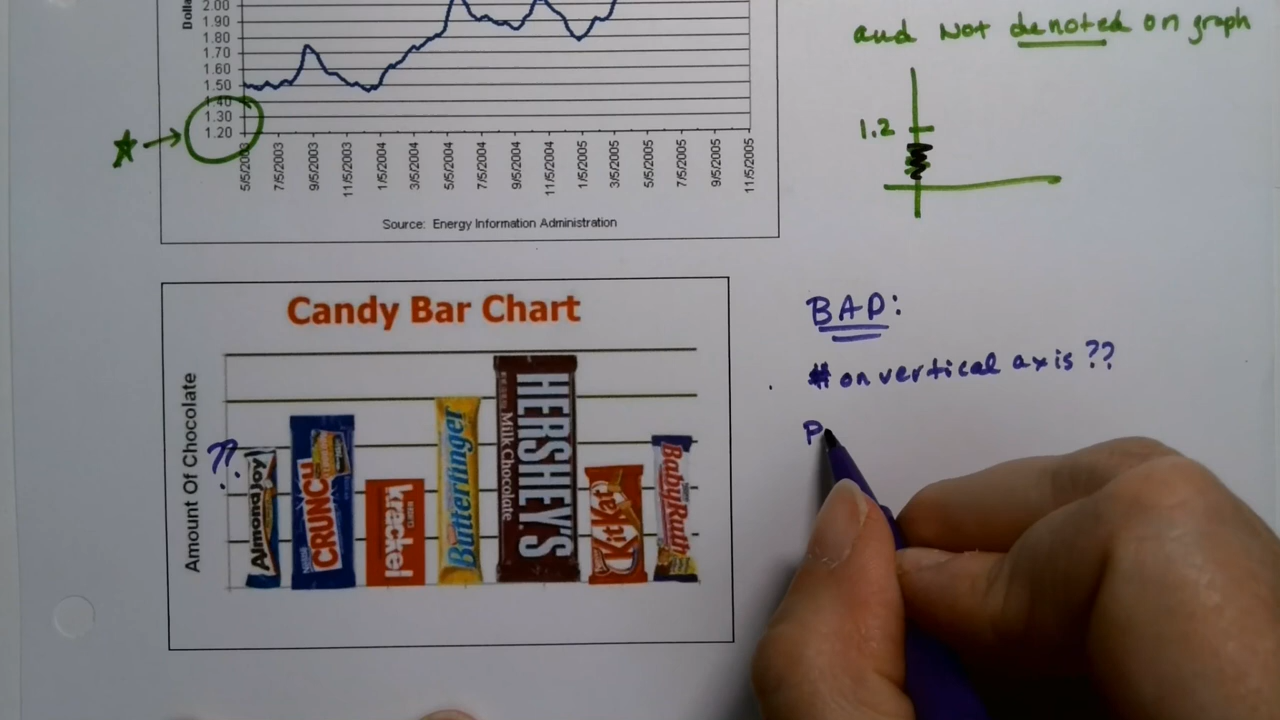 Dolla
2.00
1.90
1.80
1.70
1.60
1.50
1.40
1.30
1.20
5/5/2003
7/5/2003
9/5/2003
11/5/2003
1/5/2004
3/5/2004
5/5/2004
7/5/2004
9/5/2004
11/5/2004
1/5/2005
3/5/2005
5/5/2005
7/5/2005
9/5/2005
11/5/2005
Source: Energy Information Administration
and not denoted on graph
1.2
Candy Bar Chart
Amount Of Chocolate
??
Almond Joy
Nestle
CRUNCH
krackel
Butterfinger
HERSHEY'S
Milk Chocolate
KitKat
BabyRuth
BAD:
# on vertical axis ??
P